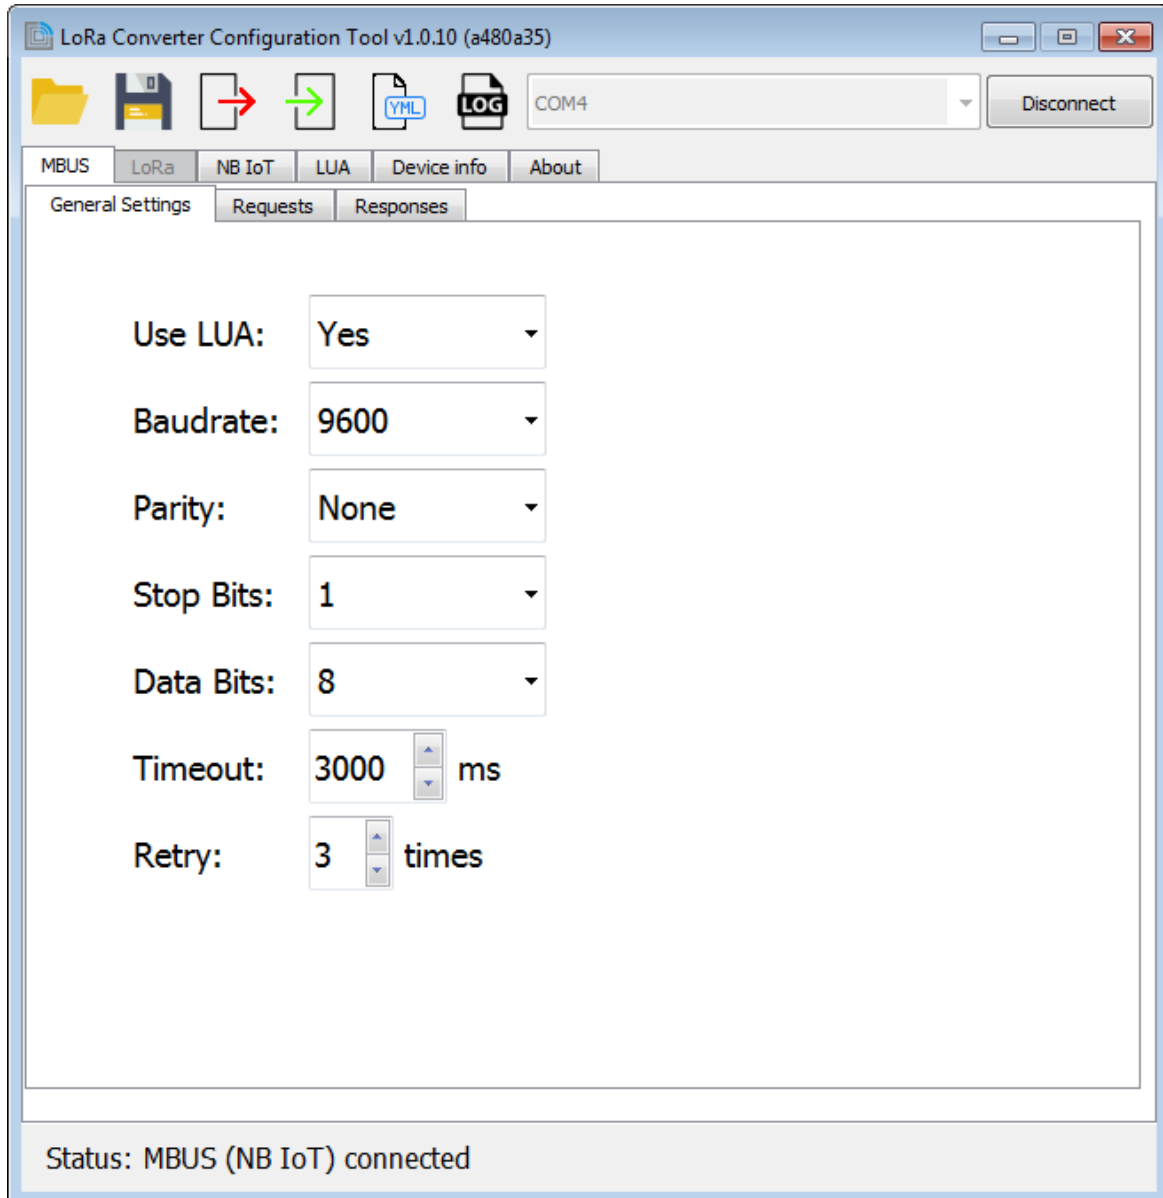 LoRa Converter Configuration Tool v1.0.10 (a480a35)
YML LOG COM4 Disconnect
MBUS LoRa NB IoT LUA Device info About
General Settings Requests Responses
Use LUA: Yes
Baudrate: 9600
Parity: None
Stop Bits: 1
Data Bits: 8
Timeout: 3000 ms
Retry: 3 times
Status: MBUS (NB IoT) connected